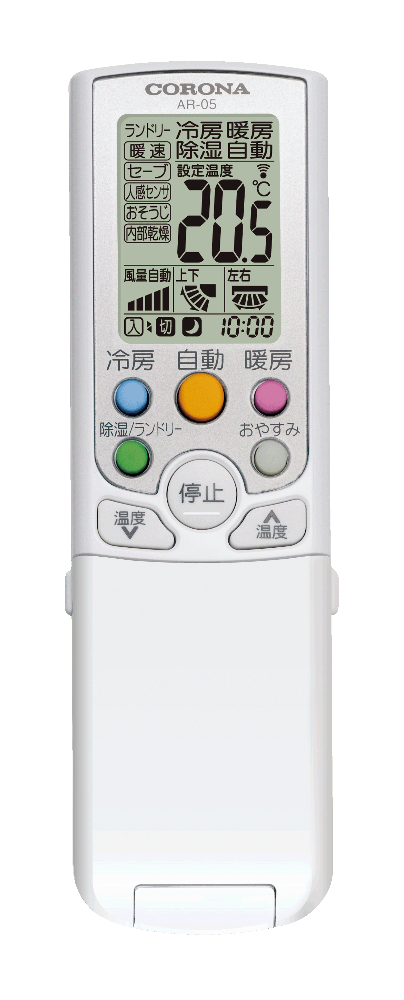 CORONA
AR-05
ランドリー 冷房 暖房
暖速 除湿 自動
セーブ 設定温度
人感センサ 20.5℃
おそうじ
内部乾燥
風量自動 上下 左右
入 切 10:00
冷房 自動 暖房
除湿/ランドリー おやすみ
停止
温度 温度